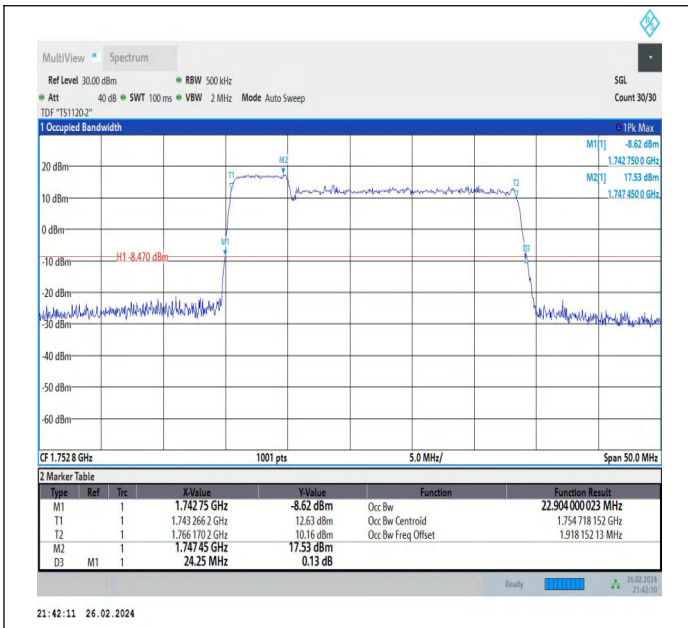 MultiView Spectrum
Ref Level 30.00 dBm RBW 500 kHz SGL
Att 40 dB SWT 100 ms VBW 2 MHz Mode Auto Sweep Count 30/30
TDF "TS1120-2"
1 Occupied Bandwidth 1Pk Max
M1[1] -8.62 dBm
1.742 750 0 GHz
M2[1] 17.53 dBm
1.747 450 0 GHz
M2
20 dBm
T1
T2
10 dBm
0 dBm
M1
D3
H1 -8.470 dBm
-10 dBm
-20 dBm
-30 dBm
-40 dBm
-50 dBm
-60 dBm
CF 1.752 8 GHz 1001 pts 5.0 MHz/ Span 50.0 MHz
2 Marker Table
Type Ref Trc X-Value Y-Value Function Function Result
M1 1 1.742 75 GHz -8.62 dBm Occ Bw 22.904 000 023 MHz
T1 1 1.743 266 2 GHz 12.63 dBm Occ Bw Centroid 1.754 718 152 GHz
T2 1 1.766 170 2 GHz 10.16 dBm Occ Bw Freq Offset 1.918 152 13 MHz
M2 1 1.747 45 GHz 17.53 dBm
D3 M1 1 24.25 MHz 0.13 dB
Ready 26.02.2024
21:42:10
21:42:11 26.02.2024